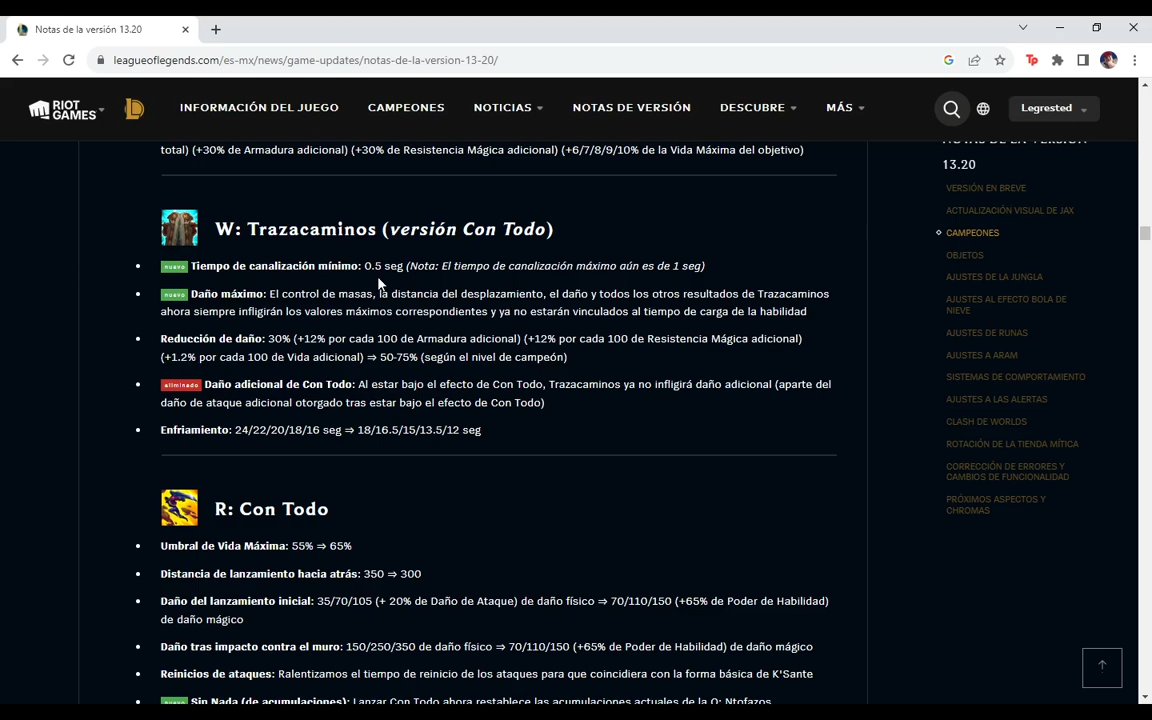 Notas de la versión 13.20
leagueoflegends.com/es-mx/news/game-updates/notas-de-la-version-13-20/
RIOT GAMES
INFORMACIÓN DEL JUEGO CAMPEONES NOTICIAS NOTAS DE VERSIÓN DESCUBRE MÁS Legrested
total) (+30% de Armadura adicional) (+30% de Resistencia Mágica adicional) (+6/7/8/9/10% de la Vida Máxima del objetivo)
W: Trazacaminos (versión Con Todo)
nuevo Tiempo de canalización mínimo: 0.5 seg (Nota: El tiempo de canalización máximo aún es de 1 seg)
nuevo Daño máximo: El control de masas, la distancia del desplazamiento, el daño y todos los otros resultados de Trazacaminos
ahora siempre infligirán los valores máximos correspondientes y ya no estarán vinculados al tiempo de carga de la habilidad
Reducción de daño: 30% (+12% por cada 100 de Armadura adicional) (+12% por cada 100 de Resistencia Mágica adicional)
(+1.2% por cada 100 de Vida adicional) ⇒ 50-75% (según el nivel de campeón)
eliminado Daño adicional de Con Todo: Al estar bajo el efecto de Con Todo, Trazacaminos ya no infligirá daño adicional (aparte del
daño de ataque adicional otorgado tras estar bajo el efecto de Con Todo)
Enfriamiento: 24/22/20/18/16 seg ⇒ 18/16.5/15/13.5/12 seg
R: Con Todo
Umbral de Vida Máxima: 55% ⇒ 65%
Distancia de lanzamiento hacia atrás: 350 ⇒ 300
Daño del lanzamiento inicial: 35/70/105 (+ 20% de Daño de Ataque) de daño físico ⇒ 70/110/150 (+65% de Poder de Habilidad)
de daño mágico
Daño tras impacto contra el muro: 150/250/350 de daño físico ⇒ 70/110/150 (+65% de Poder de Habilidad) de daño mágico
Reinicios de ataques: Ralentizamos el tiempo de reinicio de los ataques para que coincidiera con la forma básica de K'Sante
nuevo Sin Nada (de acumulaciones): Lanzar Con Todo ahora restablece las acumulaciones actuales de la Q: Ntofazos
NOTAS DE LA VERSIÓN
13.20
VERSIÓN EN BREVE
ACTUALIZACIÓN VISUAL DE JAX
CAMPEONES
OBJETOS
AJUSTES DE LA JUNGLA
AJUSTES AL EFECTO BOLA DE
NIEVE
AJUSTES DE RUNAS
AJUSTES A ARAM
SISTEMAS DE COMPORTAMIENTO
AJUSTES A LAS ALERTAS
CLASH DE WORLDS
ROTACIÓN DE LA TIENDA MÍTICA
CORRECCIÓN DE ERRORES Y
CAMBIOS DE FUNCIONALIDAD
PRÓXIMOS ASPECTOS Y
CHROMAS